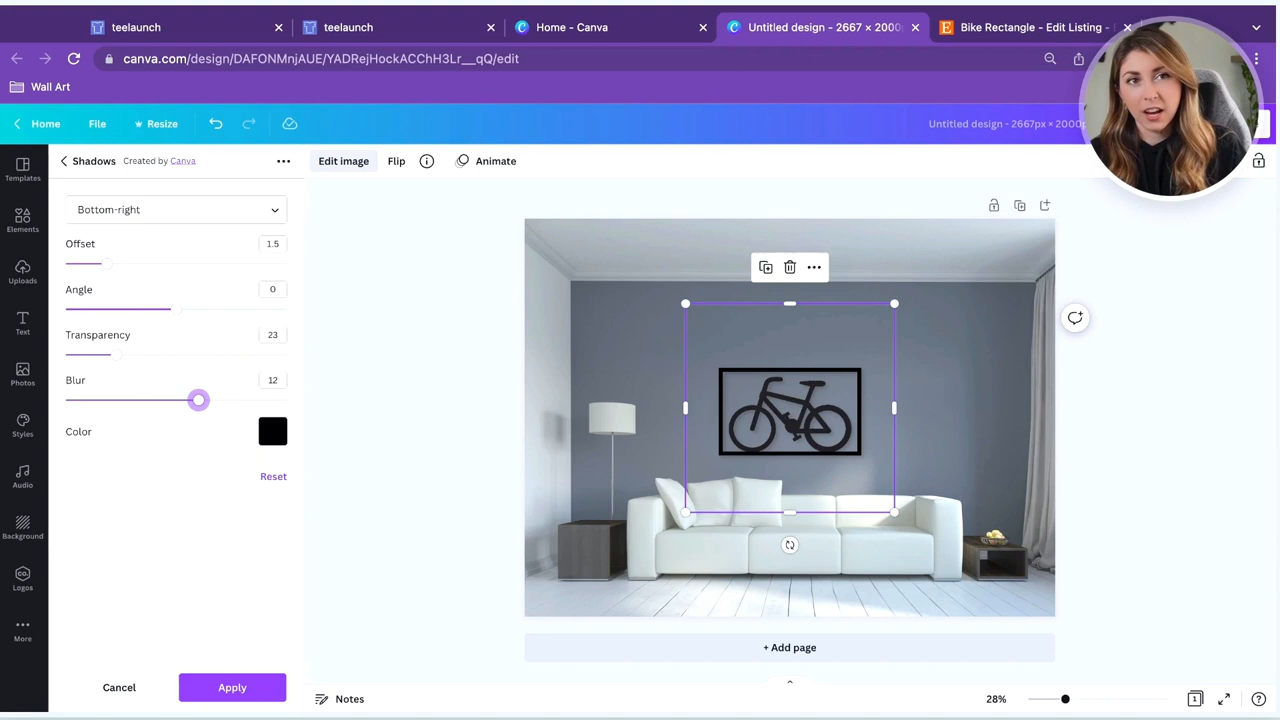 teelaunch
teelaunch
Home - Canva
Untitled design - 2667 × 2000
Bike Rectangle - Edit Listing -
canva.com/design/DAFONMnjAUE/YADRejHockACChH3Lr__qQ/edit
Wall Art
Home
File
Resize
Untitled design - 2667px × 2000p
Shadows
Created by Canva
Edit image
Flip
Animate
Templates
Elements
Uploads
Text
Photos
Styles
Audio
Background
Logos
More
Bottom-right
Offset
1.5
Angle
0
Transparency
23
Blur
12
Color
Reset
Cancel
Apply
+ Add page
Notes
28%
1
co.